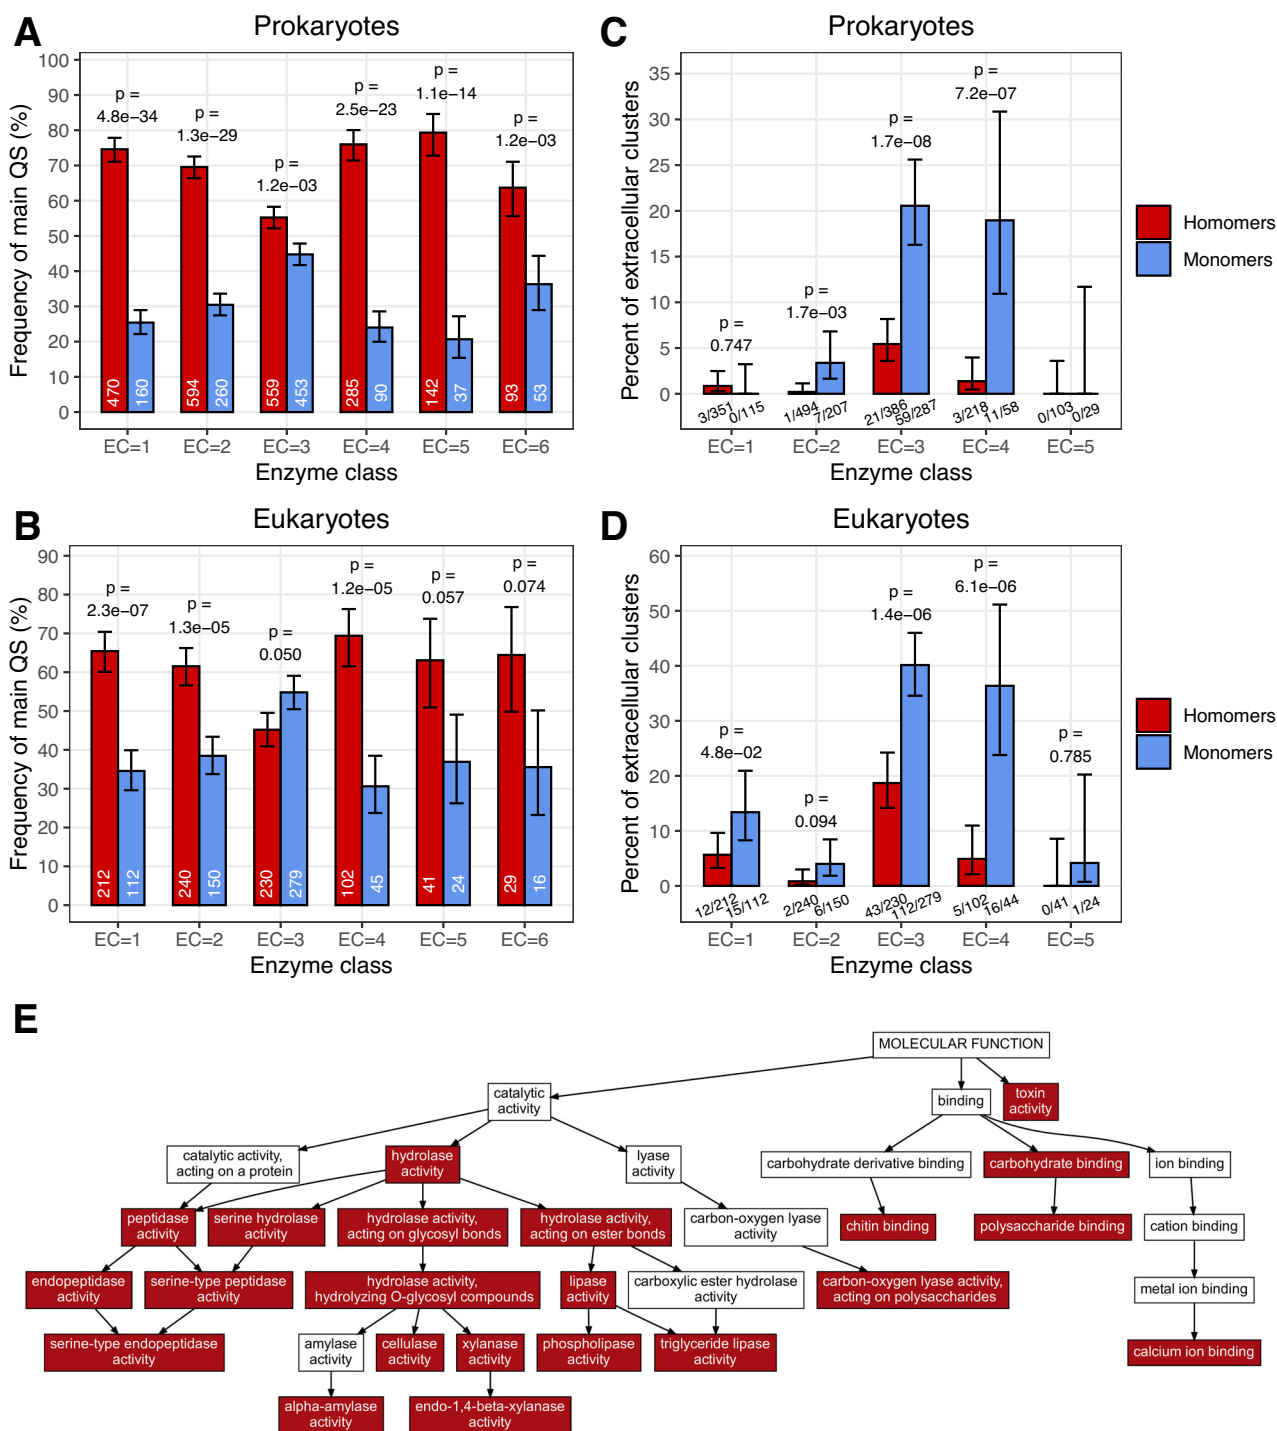 A
Prokaryotes
Frequency of main QS (%)
100
90
80
70
60
50
40
30
20
10
0
p =
4.8e−34
p =
1.3e−29
p =
1.2e−03
p =
2.5e−23
p =
1.1e−14
p =
1.2e−03
470
160
594
260
559
453
285
90
142
37
93
53
EC=1
EC=2
EC=3
EC=4
EC=5
EC=6
Enzyme class
C
Prokaryotes
Percent of extracellular clusters
35
30
25
20
15
10
5
0
p =
0.747
p =
1.7e−03
p =
1.7e−08
p =
7.2e−07
3/351
0/115
1/494
7/207
21/386
59/287
3/218
11/58
0/103
0/29
EC=1
EC=2
EC=3
EC=4
EC=5
Enzyme class
Homomers
Monomers
B
Eukaryotes
Frequency of main QS (%)
90
80
70
60
50
40
30
20
10
0
p =
2.3e−07
p =
1.3e−05
p =
0.050
p =
1.2e−05
p =
0.057
p =
0.074
212
112
240
150
230
279
102
45
41
24
29
16
EC=1
EC=2
EC=3
EC=4
EC=5
EC=6
Enzyme class
D
Eukaryotes
Percent of extracellular clusters
60
50
40
30
20
10
0
p =
4.8e−02
p =
0.094
p =
1.4e−06
p =
6.1e−06
p =
0.785
12/212
15/112
2/240
6/150
43/230
112/279
5/102
16/44
0/41
1/24
EC=1
EC=2
EC=3
EC=4
EC=5
Enzyme class
Homomers
Monomers
E
MOLECULAR FUNCTION
catalytic
activity
binding
toxin
activity
catalytic activity,
acting on a protein
hydrolase
activity
lyase
activity
carbohydrate derivative binding
carbohydrate binding
ion binding
peptidase
activity
serine hydrolase
activity
hydrolase activity,
acting on glycosyl bonds
hydrolase activity,
acting on ester bonds
carbon-oxygen lyase
activity
chitin binding
polysaccharide binding
cation binding
endopeptidase
activity
serine-type peptidase
activity
hydrolase activity,
hydrolyzing O-glycosyl compounds
lipase
activity
carboxylic ester hydrolase
activity
carbon-oxygen lyase activity,
acting on polysaccharides
metal ion binding
serine-type endopeptidase
activity
amylase
activity
cellulase
activity
xylanase
activity
phospholipase
activity
triglyceride lipase
activity
calcium ion binding
alpha-amylase
activity
endo-1,4-beta-xylanase
activity